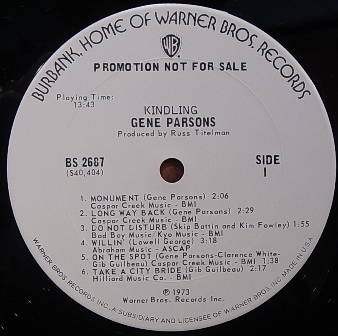 BURBANK, HOME OF WARNER BROS. RECORDS
WB
PROMOTION NOT FOR SALE
Playing Time:
13:43
KINDLING
GENE PARSONS
Produced by Russ Titelman
BS 2687
(S40,404)
SIDE
1
1. MONUMENT (Gene Parsons) 2:06
Caspar Creek Music - BMI
2. LONG WAY BACK (Gene Parsons) 2:29
Caspar Creek Music - BMI
3. DO NOT DISTURB (Skip Battin and Kim Fowley) 1:55
Bad Boy Music/Kyo Music - BMI
4. WILLIN' (Lowell George) 3:18
Abraham Music - ASCAP
5. ON THE SPOT (Gene Parsons-Clarence White-
Gib Guilbeau) Caspar Creek Music - BMI 1:38
6. TAKE A CITY BRIDE (Gib Guilbeau) 2:17
Hilliard Music Co. - BMI
℗ 1973
Warner Bros. Records Inc.
WARNER BROS. RECORDS INC., A SUBSIDIARY AND LICENSEE OF WARNER BROS. INC. MADE IN U.S.A.